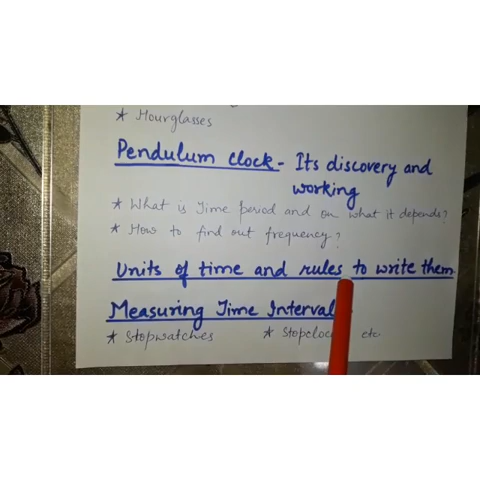 * Hourglasses
Pendulum clock - Its discovery and
working
* What is Time Period and on what it depends?
* How to find out frequency?
Units of time and rules to write them
Measuring Time Interval
* Stopwatches * Stopcloc etc